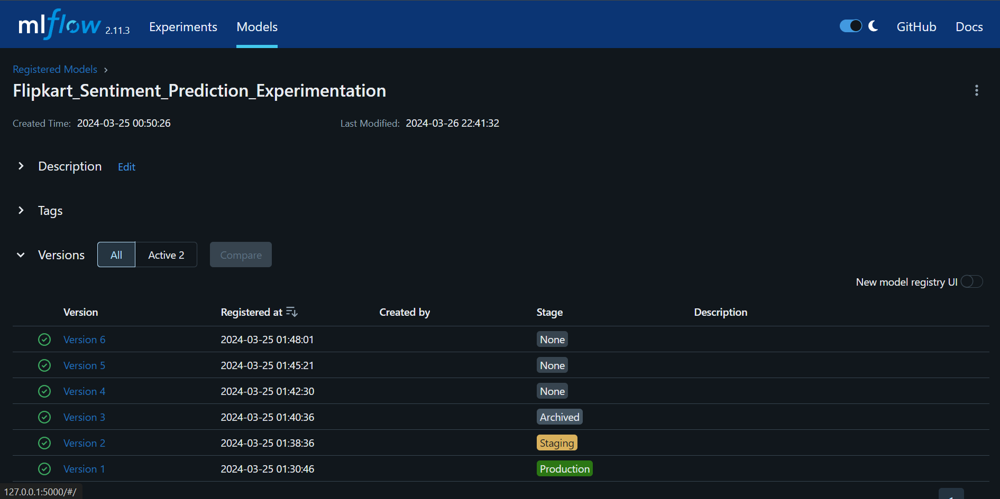 mlflow 2.11.3 Experiments Models GitHub Docs
Registered Models ›
Flipkart_Sentiment_Prediction_Experimentation
Created Time: 2024-03-25 00:50:26 Last Modified: 2024-03-26 22:41:32
Description Edit
Tags
Versions All Active 2 Compare
New model registry UI
Version Registered at Created by Stage Description
Version 6 2024-03-25 01:48:01 None
Version 5 2024-03-25 01:45:21 None
Version 4 2024-03-25 01:42:30 None
Version 3 2024-03-25 01:40:36 Archived
Version 2 2024-03-25 01:38:36 Staging
Version 1 2024-03-25 01:30:46 Production
127.0.0.1:5000/#/